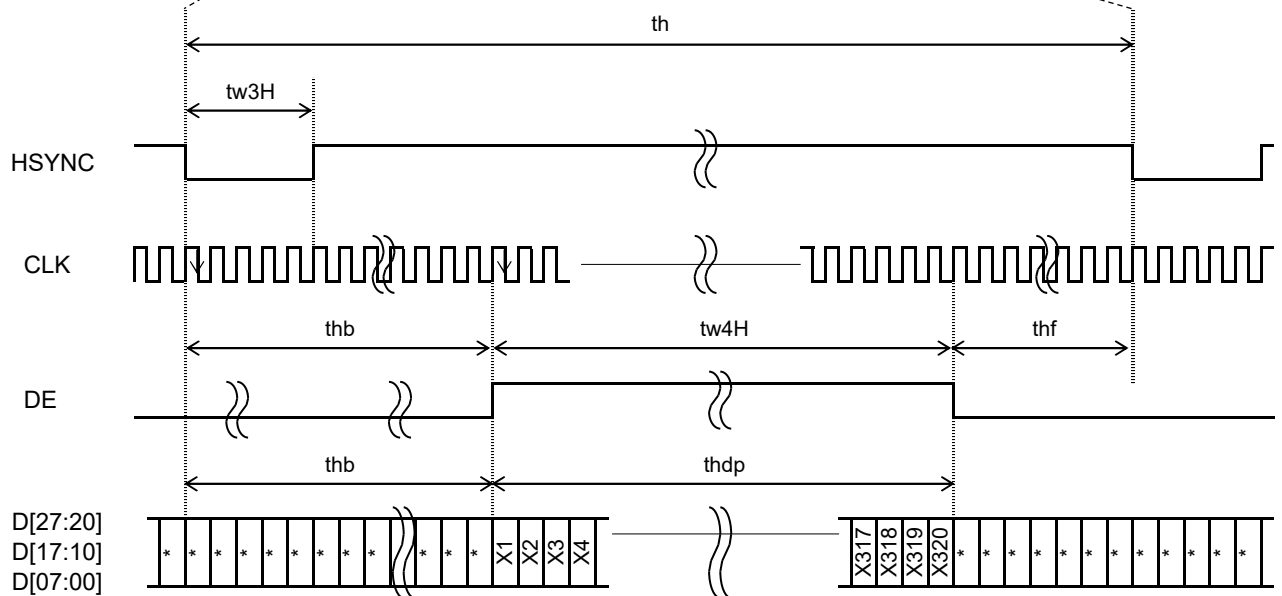 th
tw3H
HSYNC
CLK
thb tw4H thf
DE
thb thdp
D[27:20]
D[17:10]
D[07:00]
* * * * * * * * * * * * X1 X2 X3 X4 X317 X318 X319 X320 * * * * * * * * * * * *